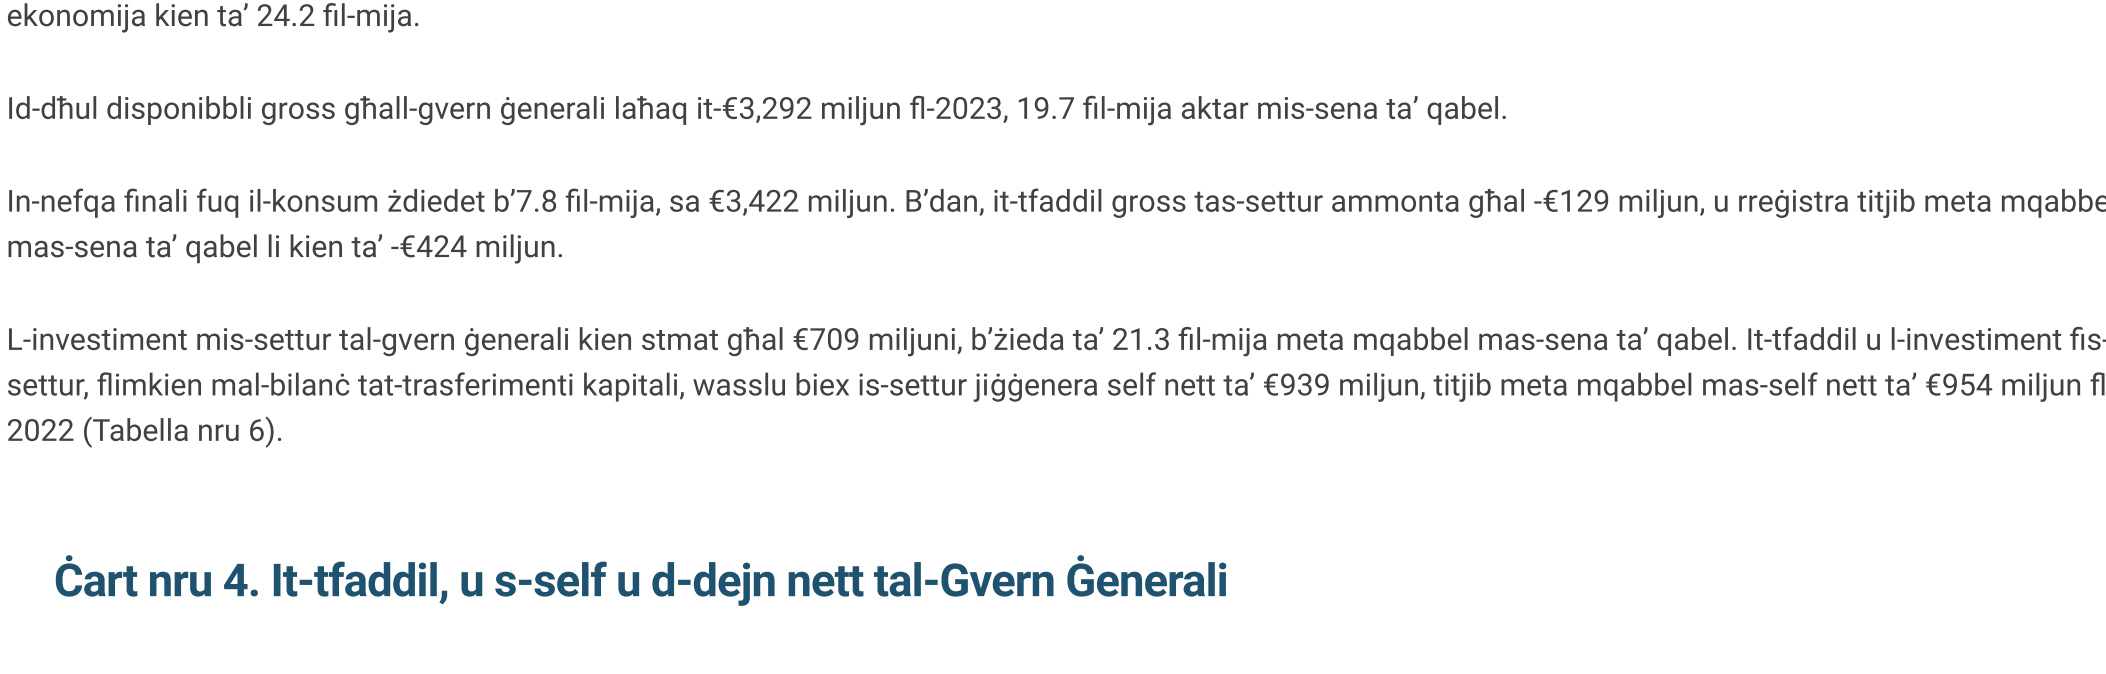 ekonomija kien ta’ 24.2 fil-mija.
Id-dħul disponibbli gross għall-gvern ġenerali laħaq it-€3,292 miljun fl-2023, 19.7 fil-mija aktar mis-sena ta’ qabel.
In-nefqa finali fuq il-konsum żdiedet b’7.8 fil-mija, sa €3,422 miljun. B’dan, it-tfaddil gross tas-settur ammonta għal -€129 miljun, u rreġistra titjib meta mqabbe
mas-sena ta’ qabel li kien ta’ -€424 miljun.
L-investiment mis-settur tal-gvern ġenerali kien stmat għal €709 miljuni, b’żieda ta’ 21.3 fil-mija meta mqabbel mas-sena ta’ qabel. It-tfaddil u l-investiment fis-
settur, flimkien mal-bilanċ tat-trasferimenti kapitali, wasslu biex is-settur jiġġenera self nett ta’ €939 miljun, titjib meta mqabbel mas-self nett ta’ €954 miljun fl
2022 (Tabella nru 6).
Ċart nru 4. It-tfaddil, u s-self u d-dejn nett tal-Gvern Ġenerali